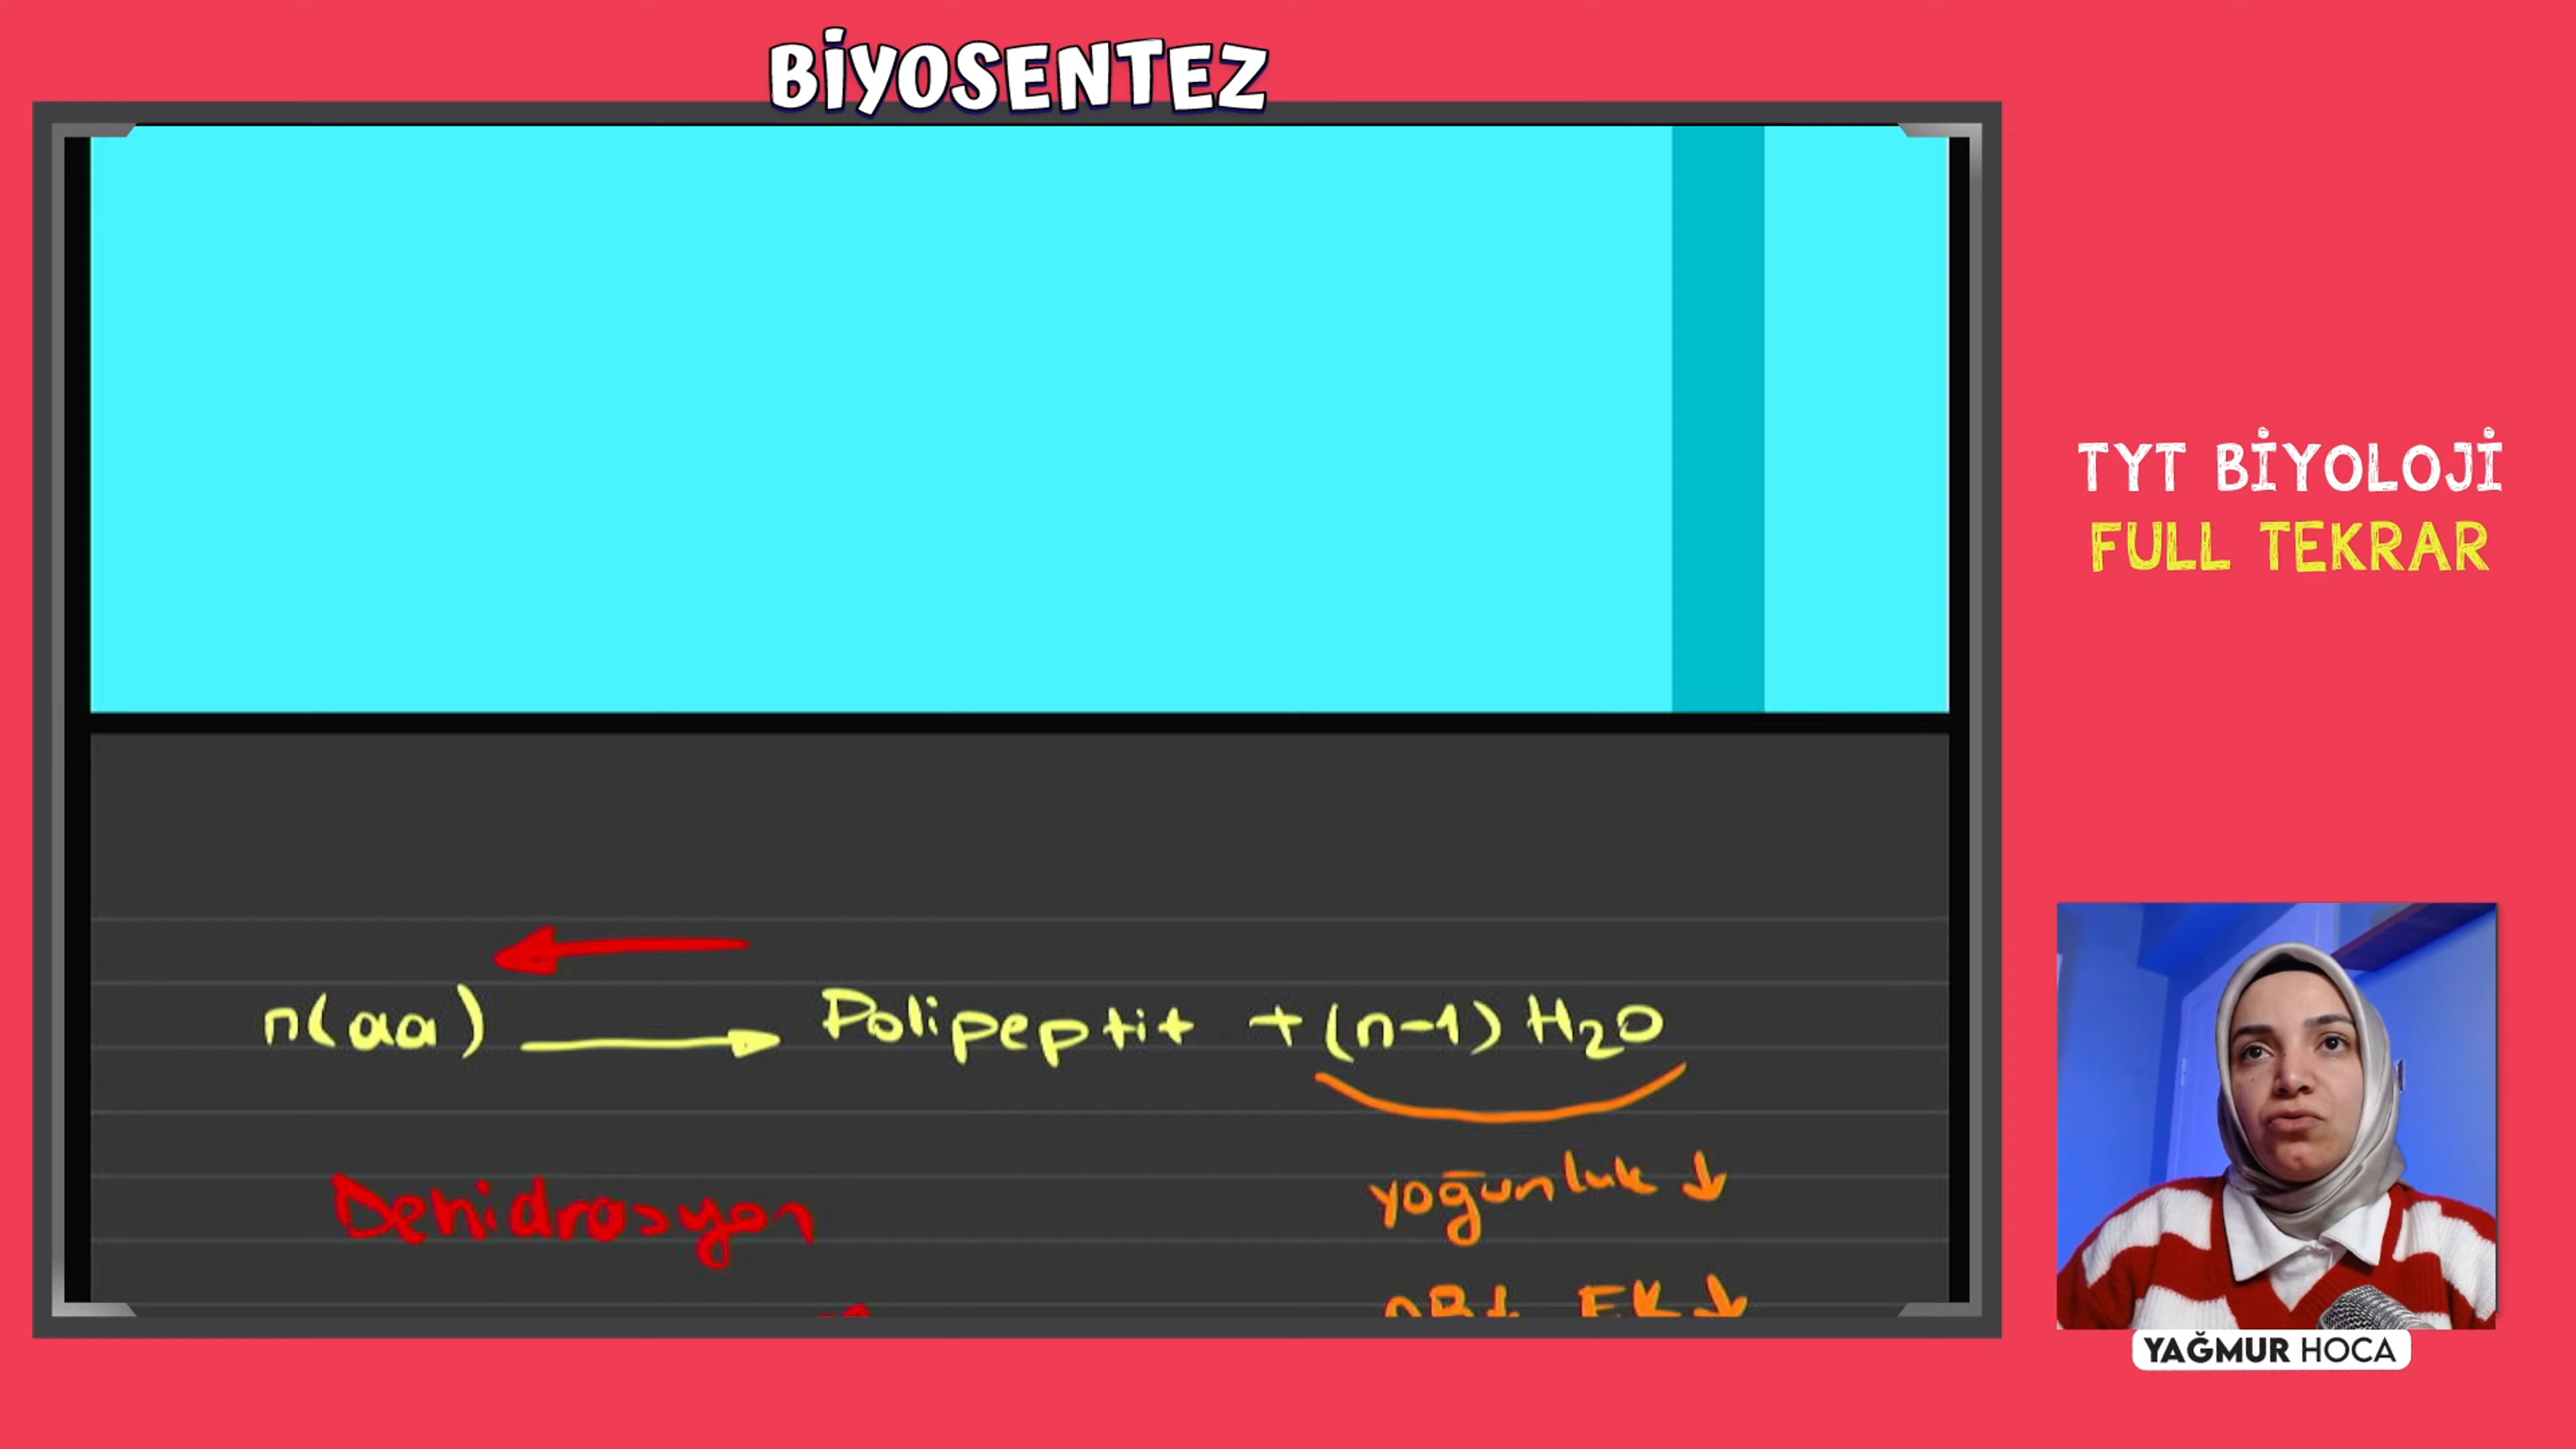 BİYOSENTEZ
TYT BİYOLOJİ
FULL TEKRAR
n(aa) → Polipeptit + (n-1) H₂O
Dehidrasyon
yoğunluk ↓
YAĞMUR HOCA